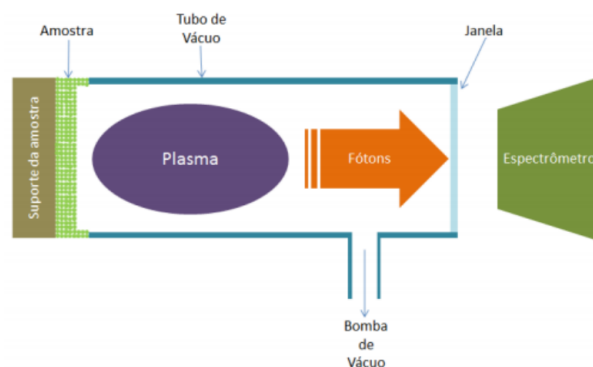 Amostra
Tubo de
Vácuo
Janela
Suporte da amostra
Plasma
Fótons
Espectrômetro
Bomba
de
Vácuo